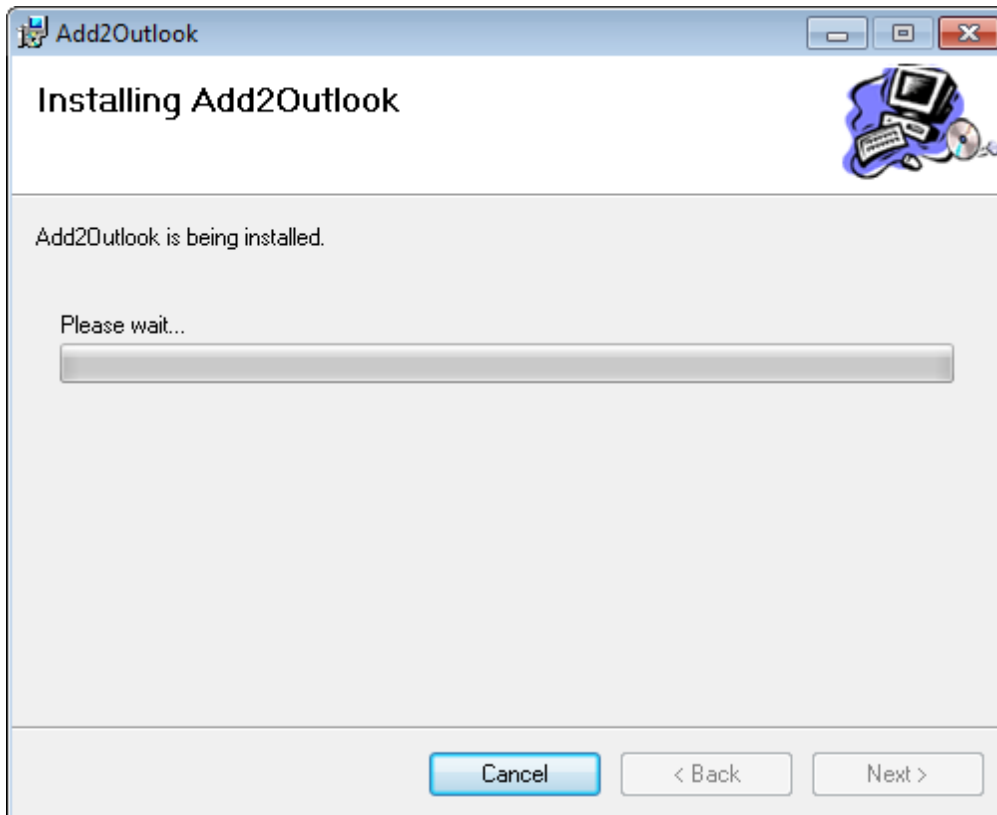 Add2Outlook
Installing Add2Outlook
Add2Outlook is being installed.
Please wait...
Cancel
< Back
Next >